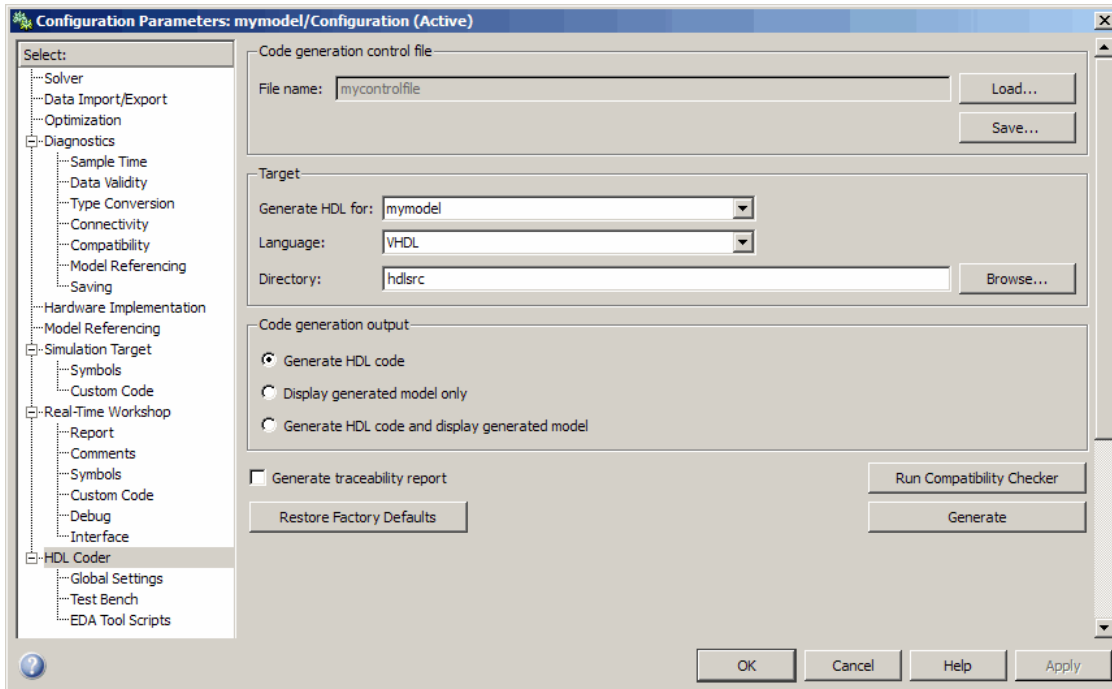 Configuration Parameters: mymodel/Configuration (Active)
Select:
Solver
Data Import/Export
Optimization
Diagnostics
Sample Time
Data Validity
Type Conversion
Connectivity
Compatibility
Model Referencing
Saving
Hardware Implementation
Model Referencing
Simulation Target
Symbols
Custom Code
Real-Time Workshop
Report
Comments
Symbols
Custom Code
Debug
Interface
HDL Coder
Global Settings
Test Bench
EDA Tool Scripts
Code generation control file
File name: mycontrolfile Load...
Save...
Target
Generate HDL for: mymodel
Language: VHDL
Directory: hdlsrc Browse...
Code generation output
Generate HDL code
Display generated model only
Generate HDL code and display generated model
Generate traceability report Run Compatibility Checker
Restore Factory Defaults Generate
OK Cancel Help Apply